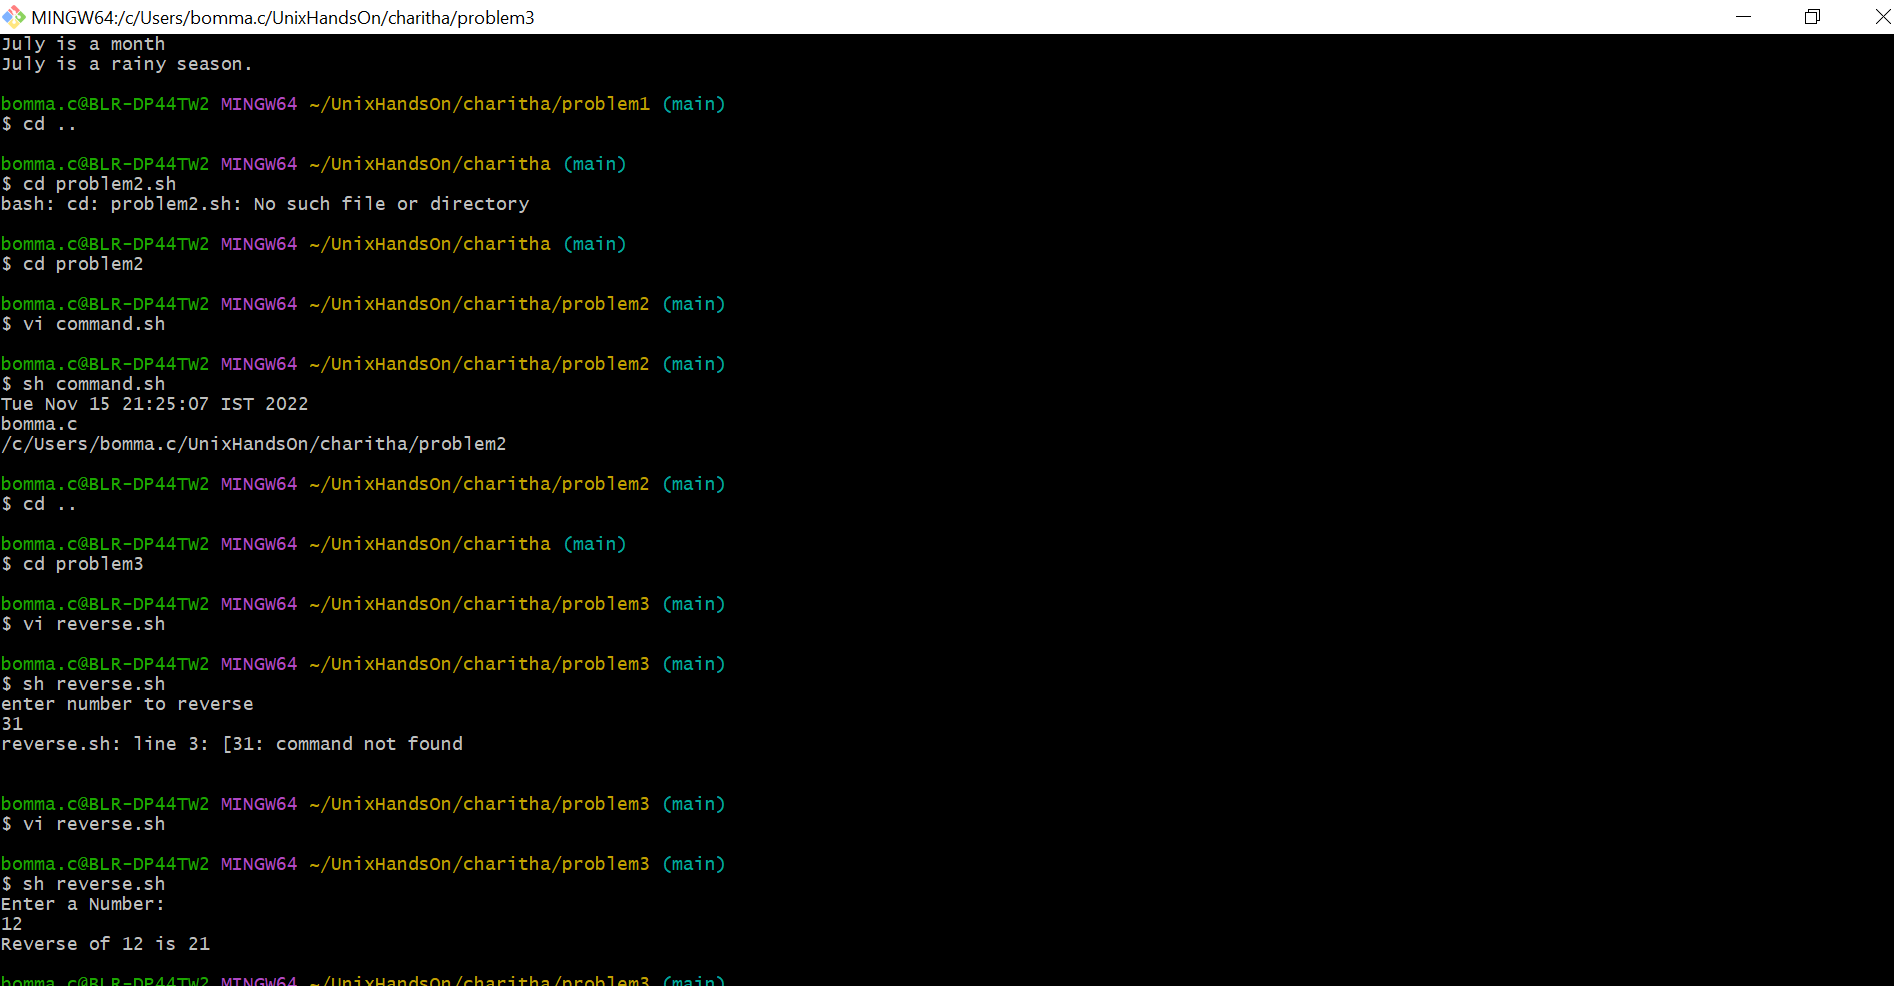 MINGW64:/c/Users/bomma.c/UnixHandsOn/charitha/problem3
July is a month
July is a rainy season.
bomma.c@BLR-DP44TW2 MINGW64 ~/UnixHandsOn/charitha/problem1 (main)
$ cd ..
bomma.c@BLR-DP44TW2 MINGW64 ~/UnixHandsOn/charitha (main)
$ cd problem2.sh
bash: cd: problem2.sh: No such file or directory
bomma.c@BLR-DP44TW2 MINGW64 ~/UnixHandsOn/charitha (main)
$ cd problem2
bomma.c@BLR-DP44TW2 MINGW64 ~/UnixHandsOn/charitha/problem2 (main)
$ vi command.sh
bomma.c@BLR-DP44TW2 MINGW64 ~/UnixHandsOn/charitha/problem2 (main)
$ sh command.sh
Tue Nov 15 21:25:07 IST 2022
bomma.c
/c/Users/bomma.c/UnixHandsOn/charitha/problem2
bomma.c@BLR-DP44TW2 MINGW64 ~/UnixHandsOn/charitha/problem2 (main)
$ cd ..
bomma.c@BLR-DP44TW2 MINGW64 ~/UnixHandsOn/charitha (main)
$ cd problem3
bomma.c@BLR-DP44TW2 MINGW64 ~/UnixHandsOn/charitha/problem3 (main)
$ vi reverse.sh
bomma.c@BLR-DP44TW2 MINGW64 ~/UnixHandsOn/charitha/problem3 (main)
$ sh reverse.sh
enter number to reverse
31
reverse.sh: line 3: [31: command not found
bomma.c@BLR-DP44TW2 MINGW64 ~/UnixHandsOn/charitha/problem3 (main)
$ vi reverse.sh
bomma.c@BLR-DP44TW2 MINGW64 ~/UnixHandsOn/charitha/problem3 (main)
$ sh reverse.sh
Enter a Number:
12
Reverse of 12 is 21
bomma.c@BLR-DP44TW2 MINGW64 ~/UnixHandsOn/charitha/problem3 (main)